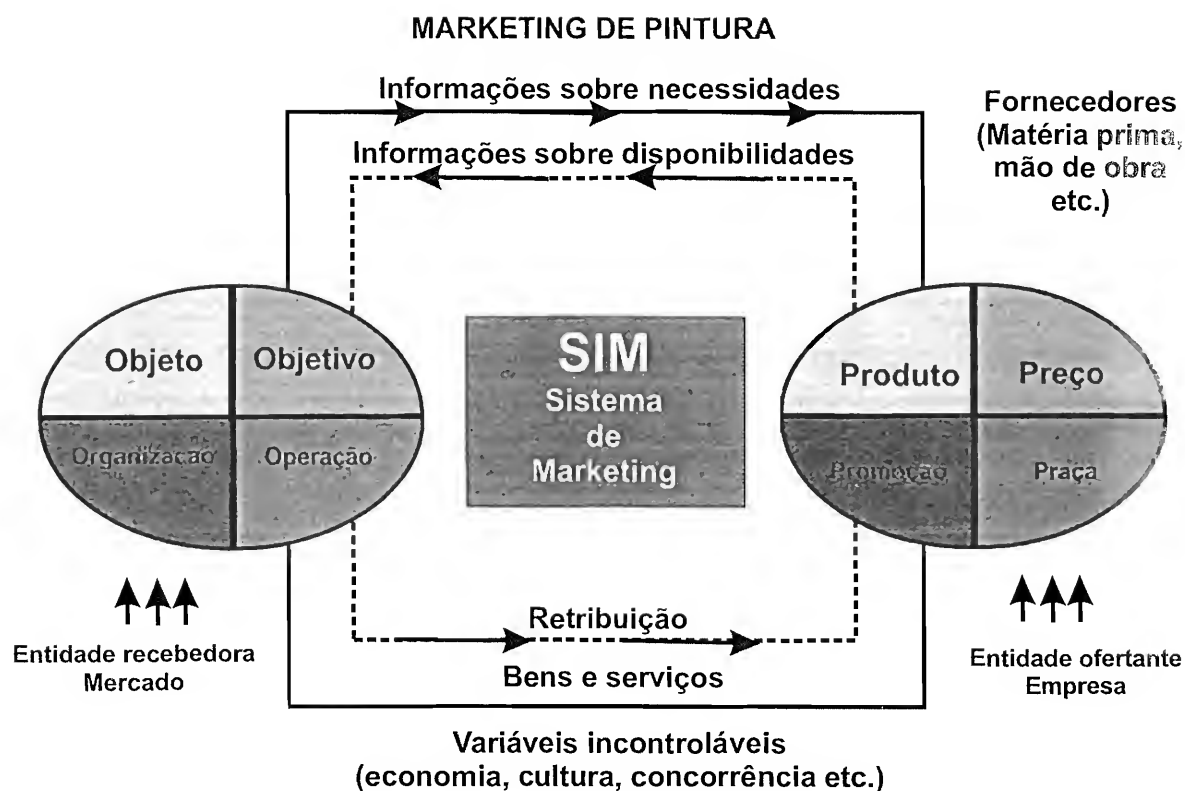 MARKETING DE PINTURA
Informações sobre necessidades
Informações sobre disponibilidades
Fornecedores
(Matéria prima,
mão de obra
etc.)
Objeto
Objetivo
Organização
Operação
SIM
Sistema
de
Marketing
Produto
Preço
Promoção
Praça
Retribuição
Bens e serviços
Entidade recebedora
Mercado
Entidade ofertante
Empresa
Variáveis incontroláveis
(economia, cultura, concorrência etc.)